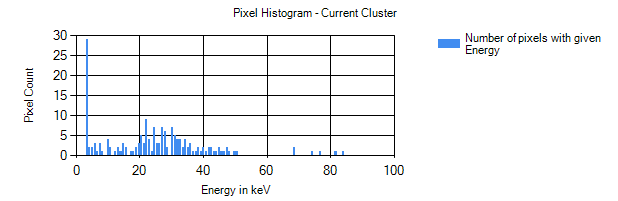 Pixel Histogram - Current Cluster
30
25
20
15
10
5
0
Pixel Count
0 20 40 60 80 100
Energy in keV
Number of pixels with given
Energy